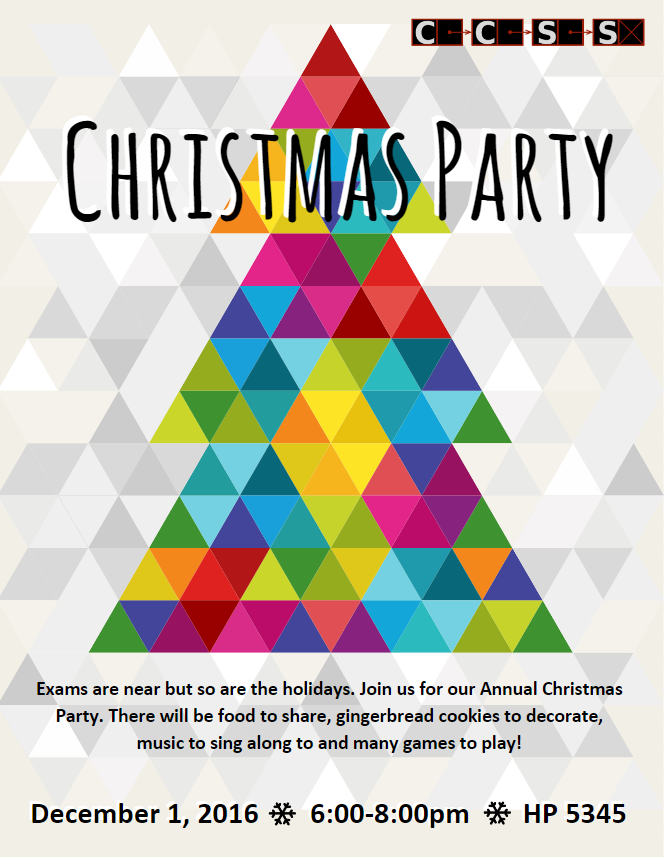 CCSS
CHRISTMAS PARTY
Exams are near but so are the holidays. Join us for our Annual Christmas
Party. There will be food to share, gingerbread cookies to decorate,
music to sing along to and many games to play!
December 1, 2016 ❄ 6:00-8:00pm ❄ HP 5345